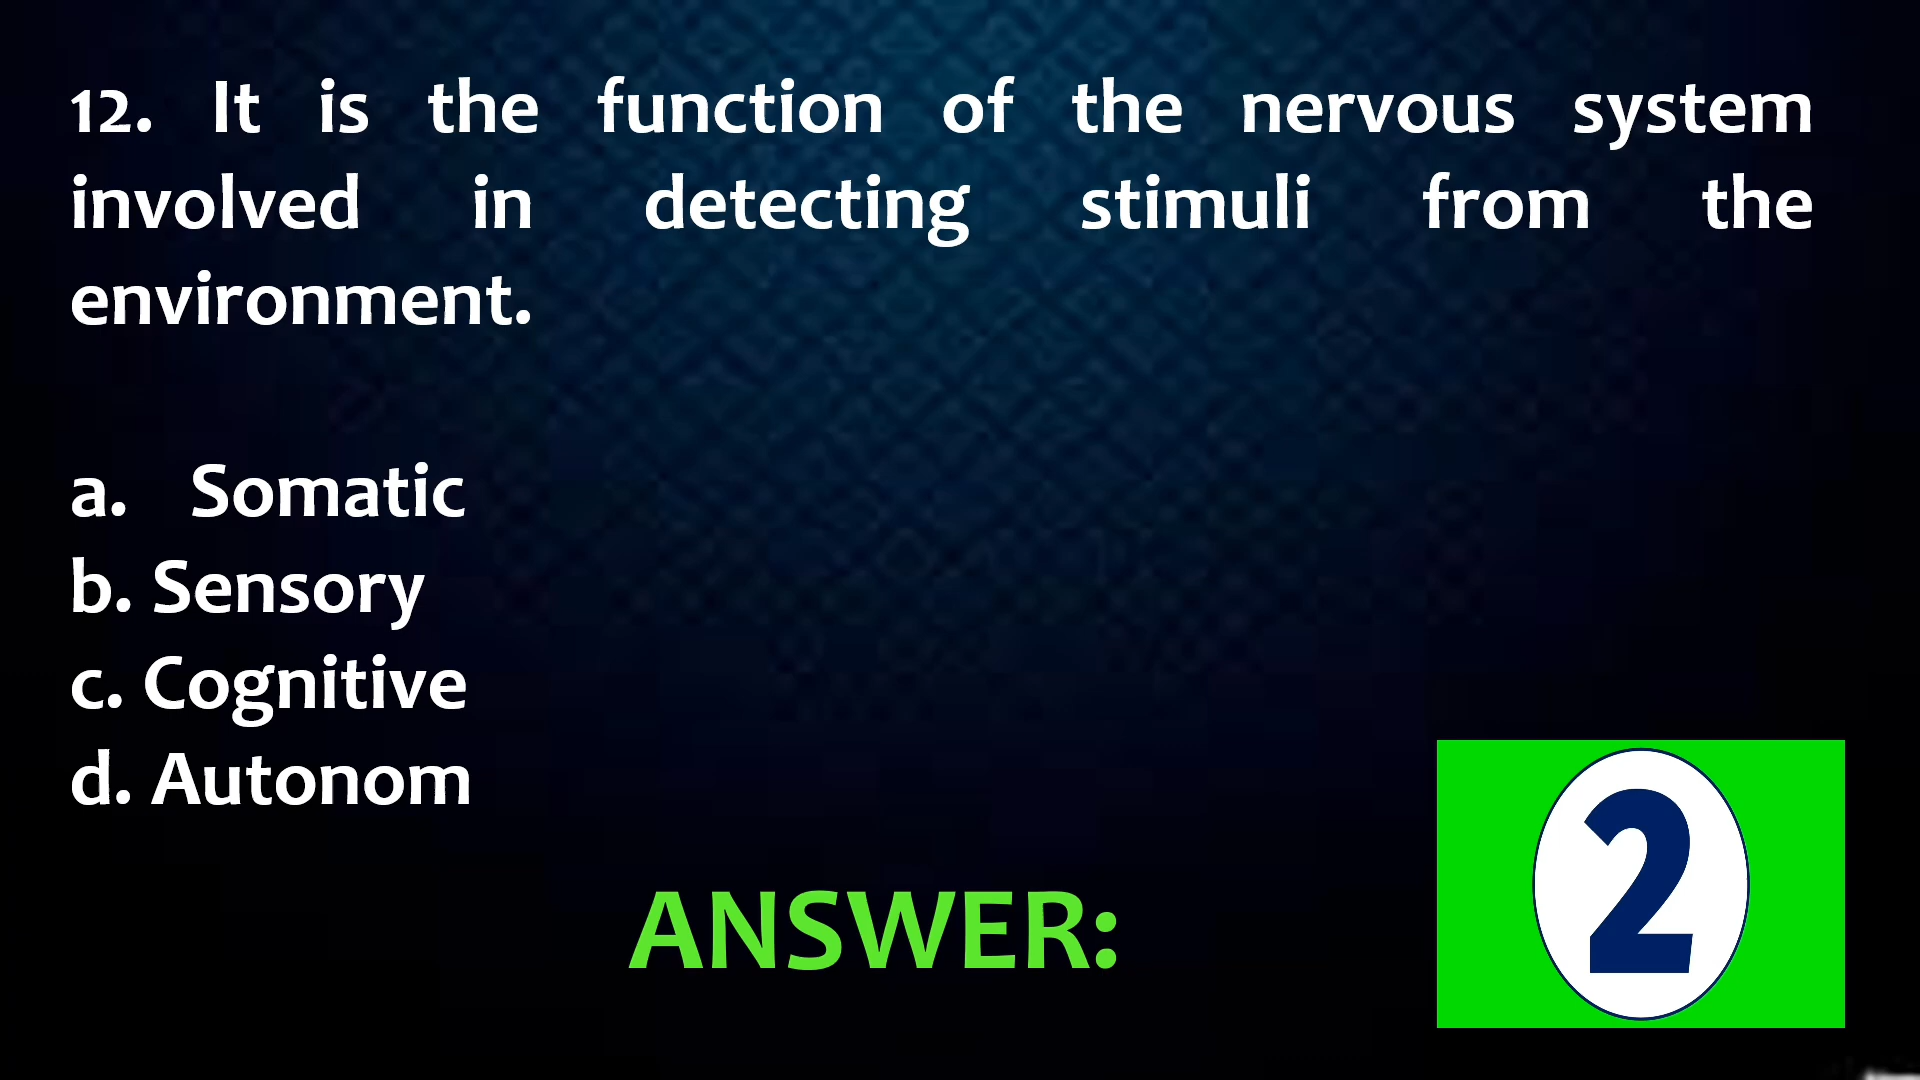 12. It is the function of the nervous system
involved in detecting stimuli from the
environment.
a. Somatic
b. Sensory
c. Cognitive
d. Autonom
ANSWER:
2